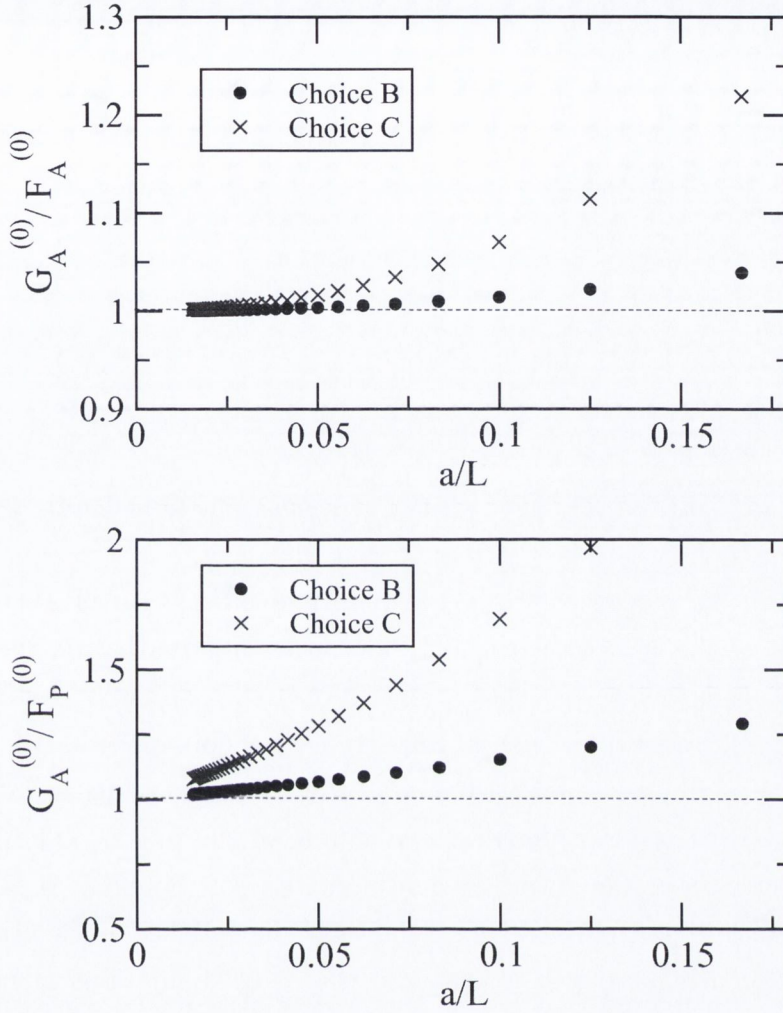 1.3
1.2
1.1
1
0.9
G_A^(0) / F_A^(0)
Choice B
Choice C
0 0.05 0.1 0.15
a/L
2
1.5
1
0.5
G_A^(0) / F_P^(0)
Choice B
Choice C
0 0.05 0.1 0.15
a/L